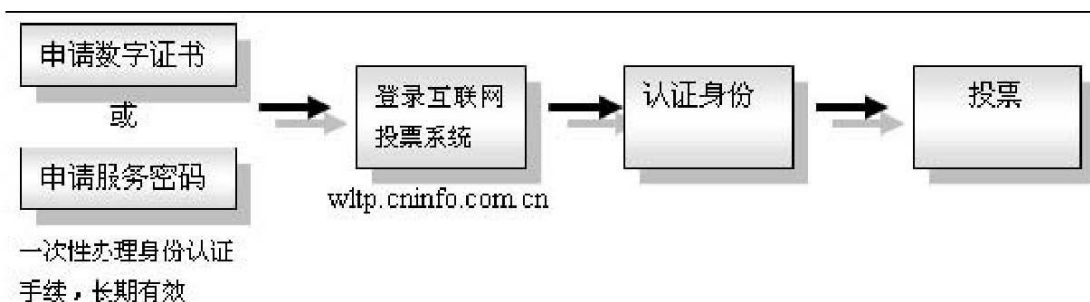 申请数字证书
或
申请服务密码
一次性办理身份认证
手续，长期有效
登录互联网
投票系统
wltp.cninfo.com.cn
认证身份
投票